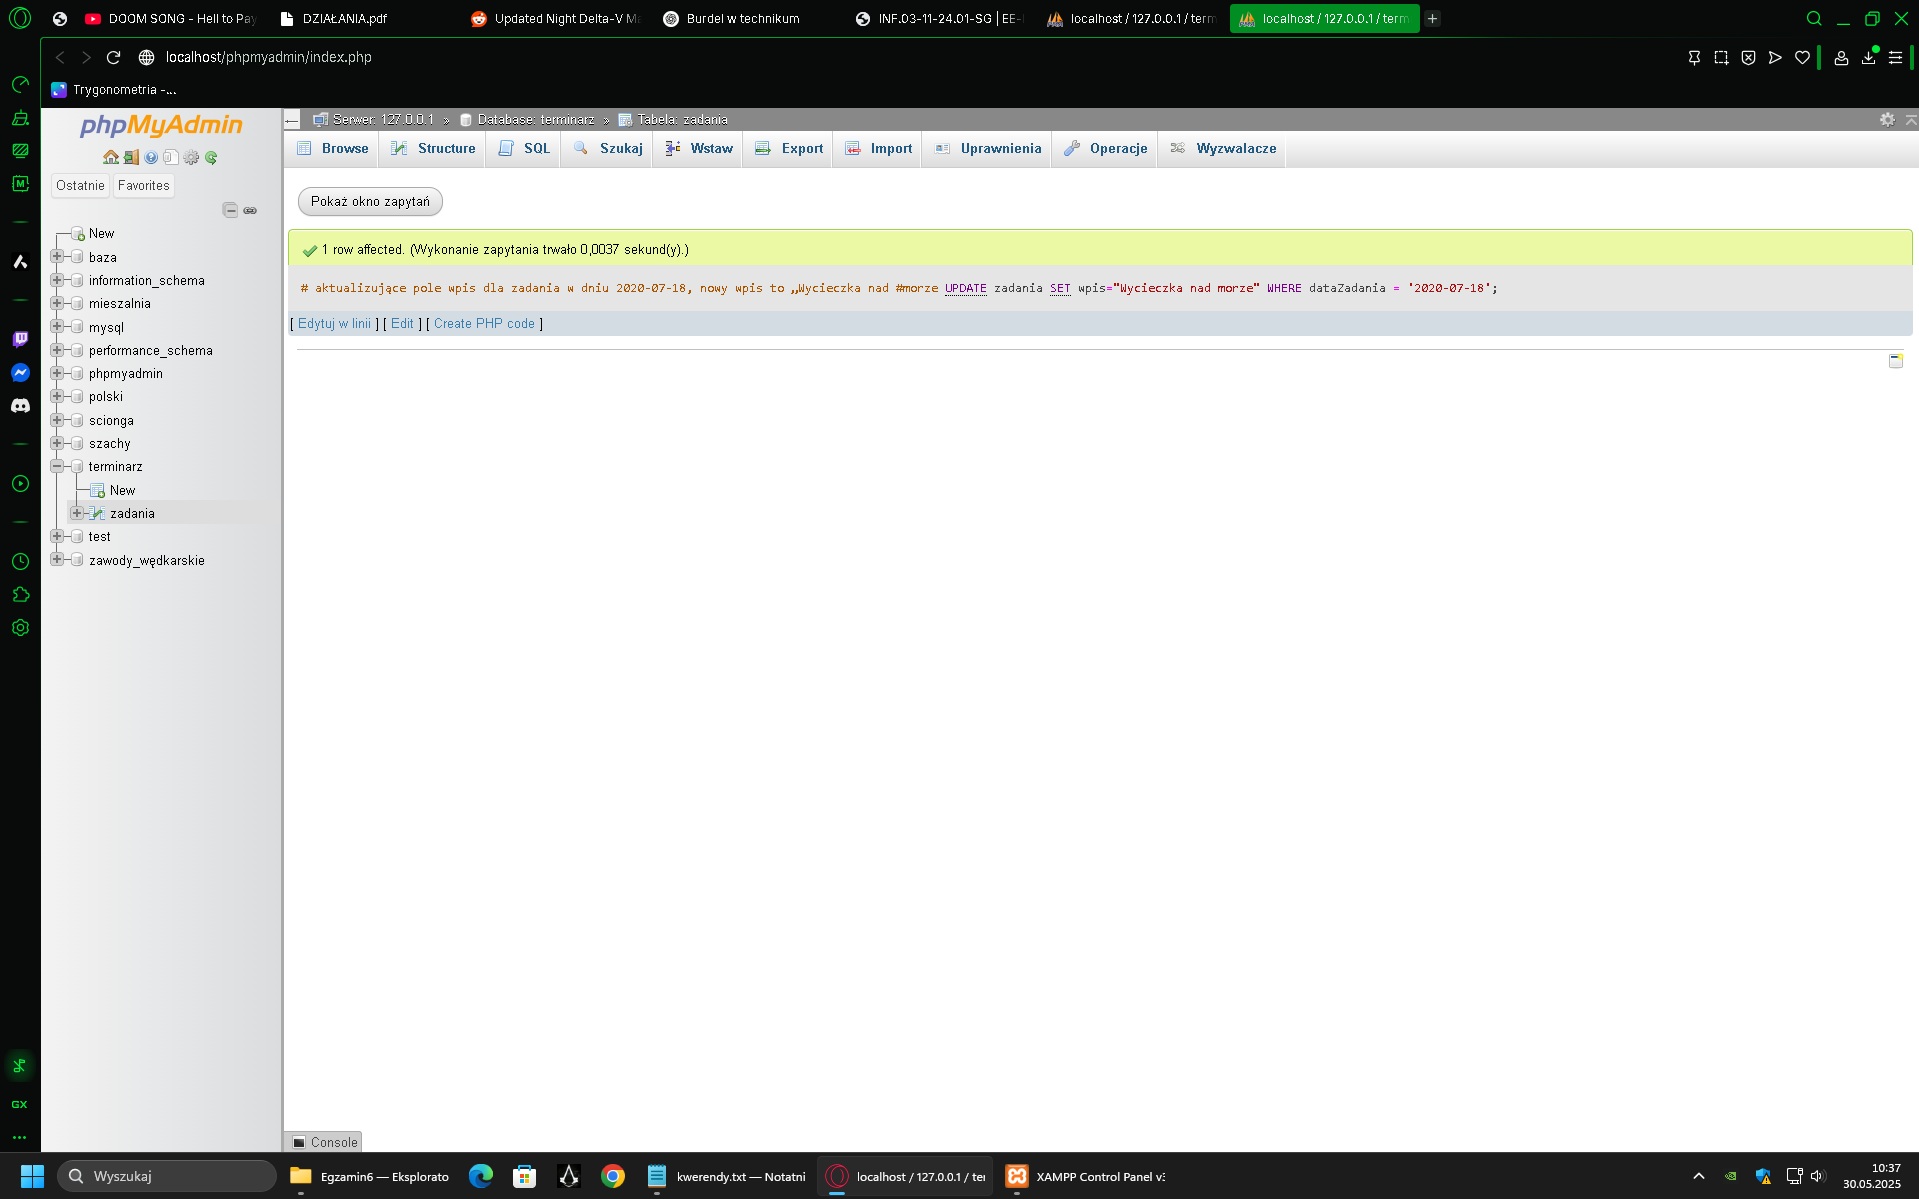 DOOM SONG - Hell to Pay
DZIAŁANIA.pdf
Updated Night Delta-V Ma
Burdel w technikum
INF.03-11-24.01-SG | EE-
localhost / 127.0.0.1 / term
localhost / 127.0.0.1 / term
localhost/phpmyadmin/index.php
Trygonometria -...
phpMyAdmin
Ostatnie
Favorites
New
baza
information_schema
mieszalnia
mysql
performance_schema
phpmyadmin
polski
scionga
szachy
terminarz
New
zadania
test
zawody_wędkarskie
Serwer: 127.0.0.1 » Database: terminarz » Tabela: zadania
Browse Structure SQL Szukaj Wstaw Export Import Uprawnienia Operacje Wyzwalacze
Pokaż okno zapytań
1 row affected. (Wykonanie zapytania trwało 0,0037 sekund(y).)
# aktualizujące pole wpis dla zadania w dniu 2020-07-18, nowy wpis to „Wycieczka nad #morze UPDATE zadania SET wpis="Wycieczka nad morze" WHERE dataZadania = '2020-07-18';
[ Edytuj w linii ] [ Edit ] [ Create PHP code ]
Console
GX
Wyszukaj
Egzamin6 — Eksplorato
kwerendy.txt — Notatni
localhost / 127.0.0.1 / ter
XAMPP Control Panel v3
10:37
30.05.2025